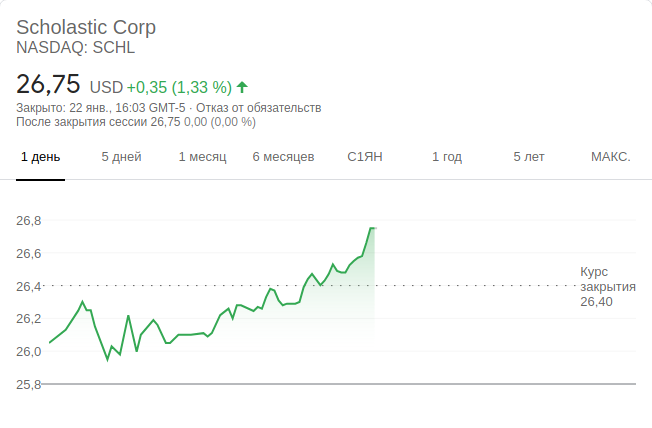 Scholastic Corp
NASDAQ: SCHL
26,75 USD +0,35 (1,33 %)
Закрыто: 22 янв., 16:03 GMT-5 · Отказ от обязательств
После закрытия сессии 26,75 0,00 (0,00 %)
1 день 5 дней 1 месяц 6 месяцев С1ЯН 1 год 5 лет МАКС.
26,8
26,6
Курс
26,4 закрытия
26,40
26,2
26,0
25,8